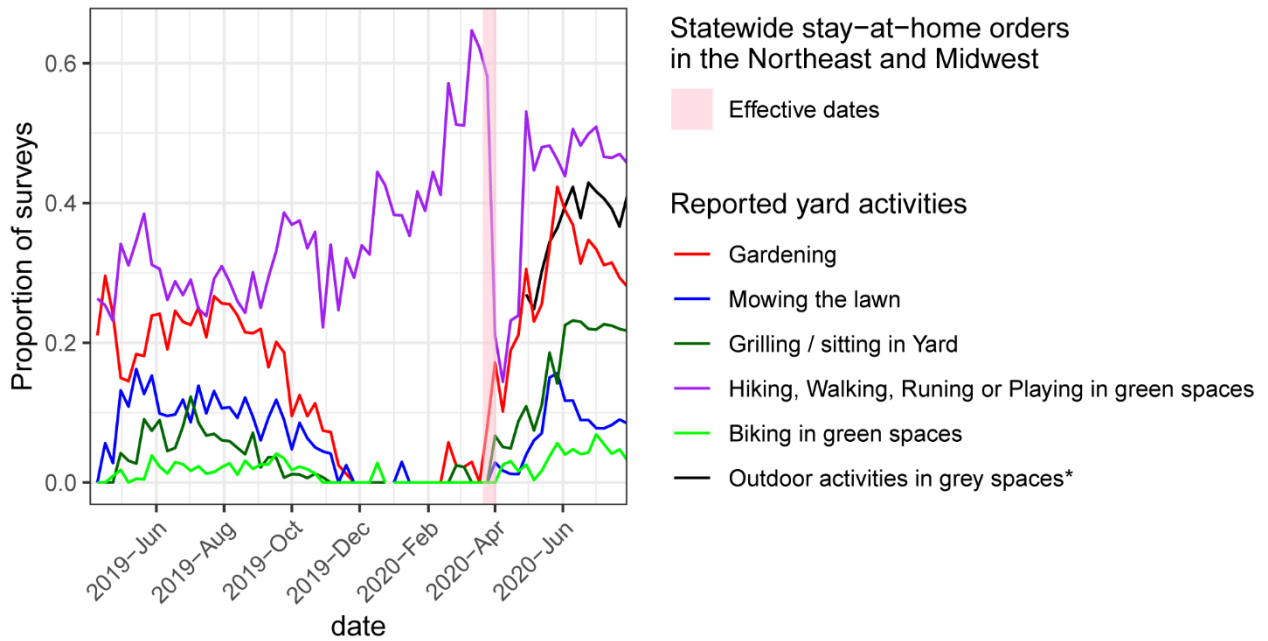 Proportion of surveys
0.6
0.4
0.2
0.0
2019−Jun
2019−Aug
2019−Oct
2019−Dec
2020−Feb
2020−Apr
2020−Jun
date
Statewide stay−at−home orders
in the Northeast and Midwest
Effective dates
Reported yard activities
Gardening
Mowing the lawn
Grilling / sitting in Yard
Hiking, Walking, Runing or Playing in green spaces
Biking in green spaces
Outdoor activities in grey spaces*